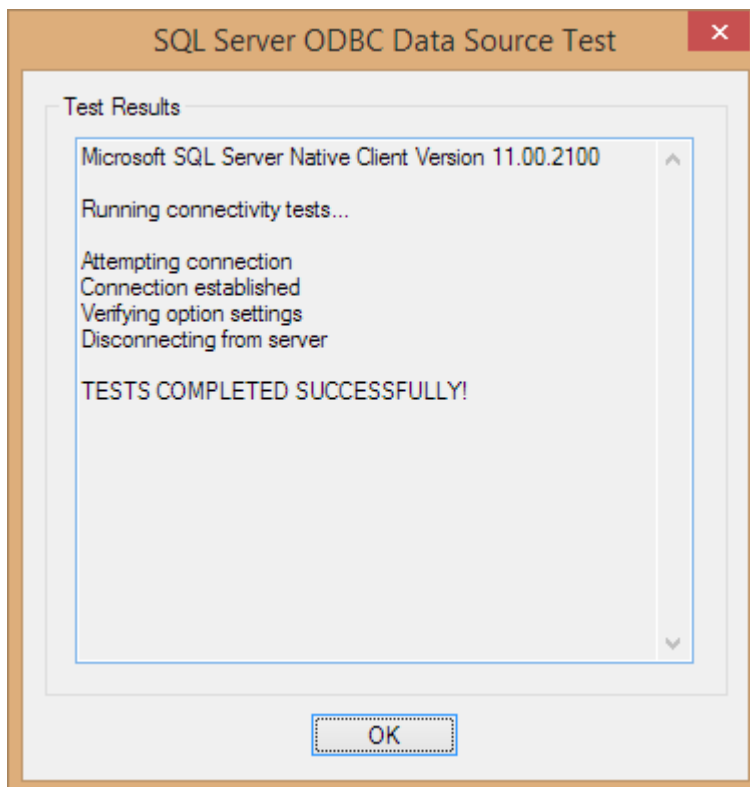 SQL Server ODBC Data Source Test
Test Results
Microsoft SQL Server Native Client Version 11.00.2100
Running connectivity tests...
Attempting connection
Connection established
Verifying option settings
Disconnecting from server
TESTS COMPLETED SUCCESSFULLY!
OK